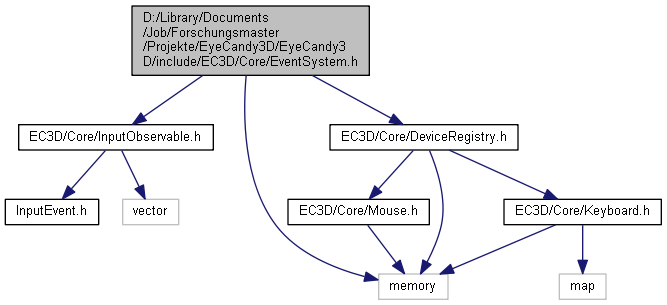 D:/Library/Documents
/Job/Forschungsmaster
/Projekte/EyeCandy3D/EyeCandy3
D/include/EC3D/Core/EventSystem.h
EC3D/Core/InputObservable.h
EC3D/Core/DeviceRegistry.h
InputEvent.h
vector
EC3D/Core/Mouse.h
EC3D/Core/Keyboard.h
memory
map